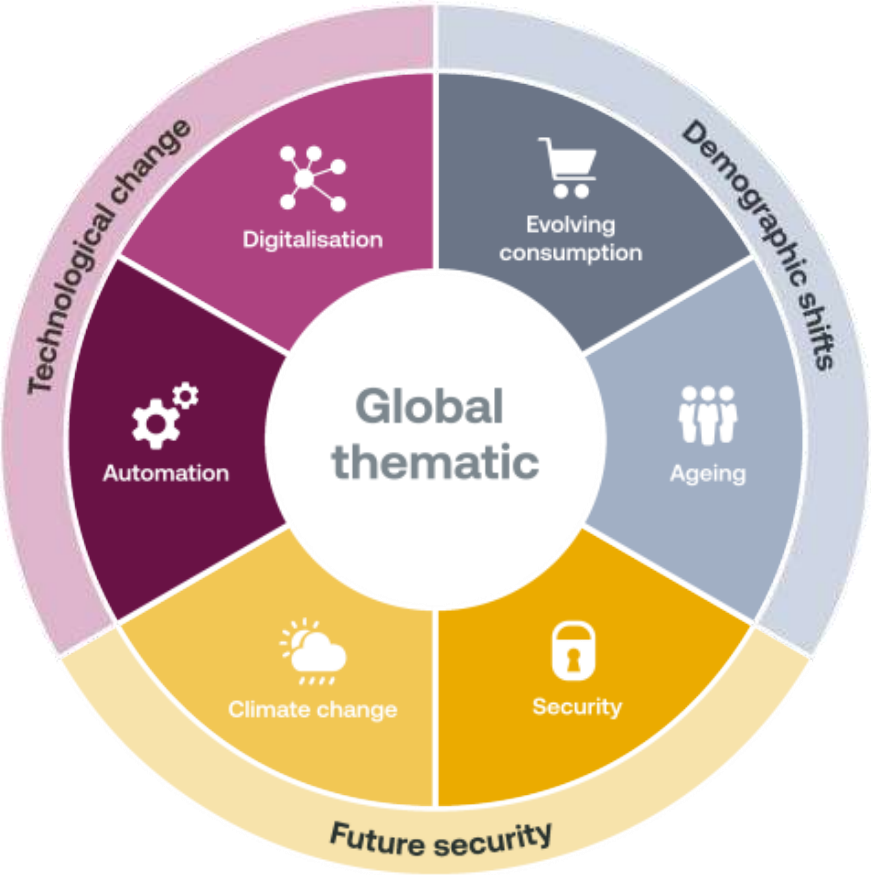 Technological change
Demographic shifts
Digitalisation
Evolving
consumption
Global
thematic
Automation
Ageing
Climate change
Security
Future security